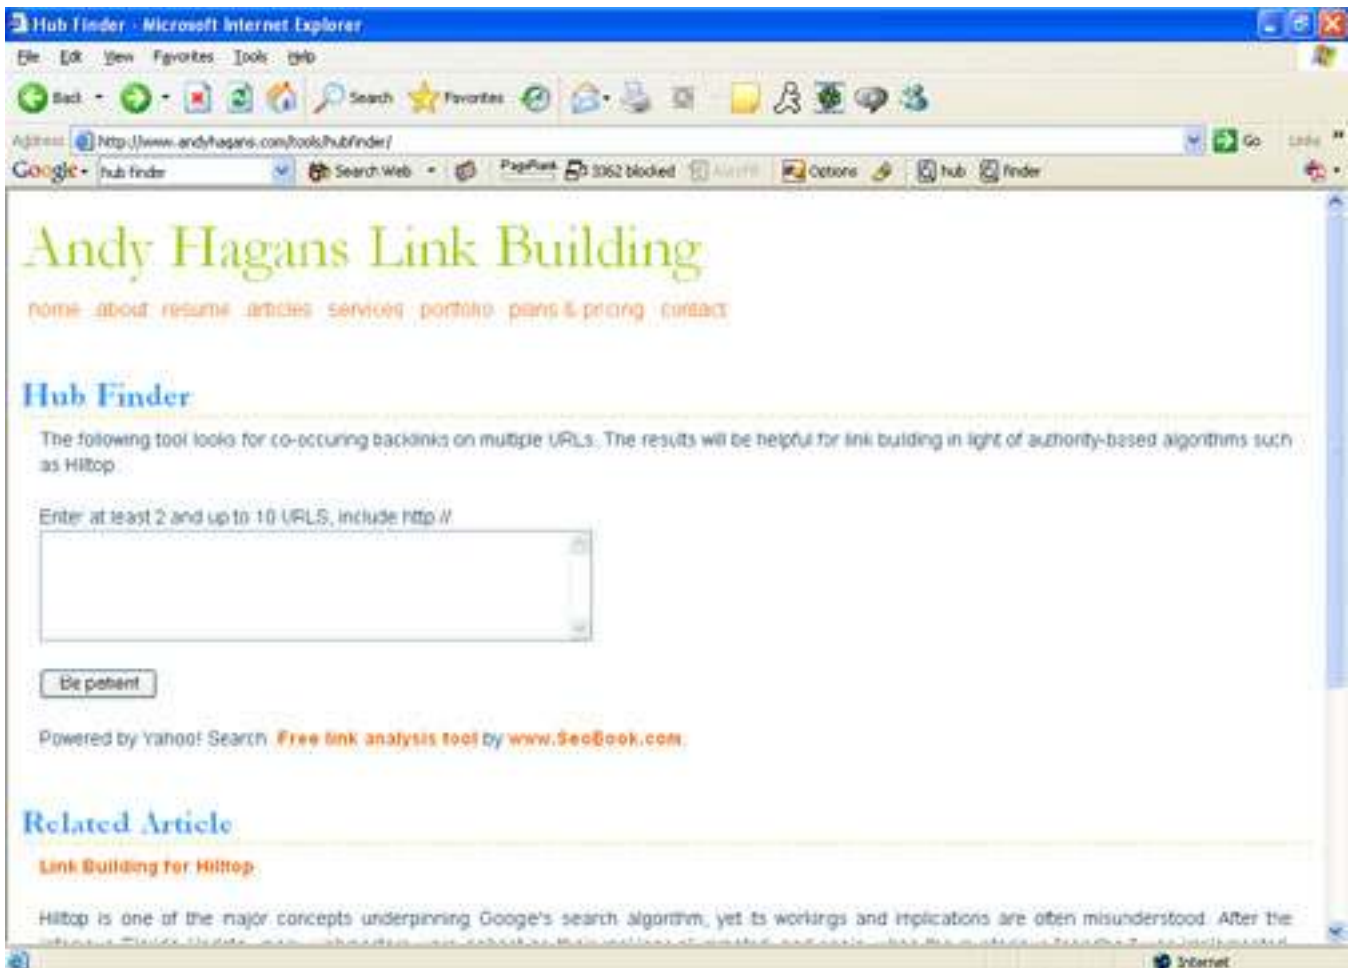 Hub Finder - Microsoft Internet Explorer
File Edit View Favorites Tools Help
Back Search Favorites
Address http://www.andyhagans.com/tools/hubfinder/ Go Links
Google hub finder Search Web PageRank 3362 blocked AutoFill Options hub finder
Andy Hagans Link Building
home about resume articles services portfolio plans & pricing contact
Hub Finder
The following tool looks for co-occuring backlinks on multiple URLs. The results will be helpful for link building in light of authority-based algorithms such
as Hilltop.
Enter at least 2 and up to 10 URLS, include http://
Be patient
Powered by Yahoo! Search. Free link analysis tool by www.SeoBook.com.
Related Article
Link Building for Hilltop
Hilltop is one of the major concepts underpinning Googe's search algorithm, yet its workings and implications are often misunderstood. After the
Internet